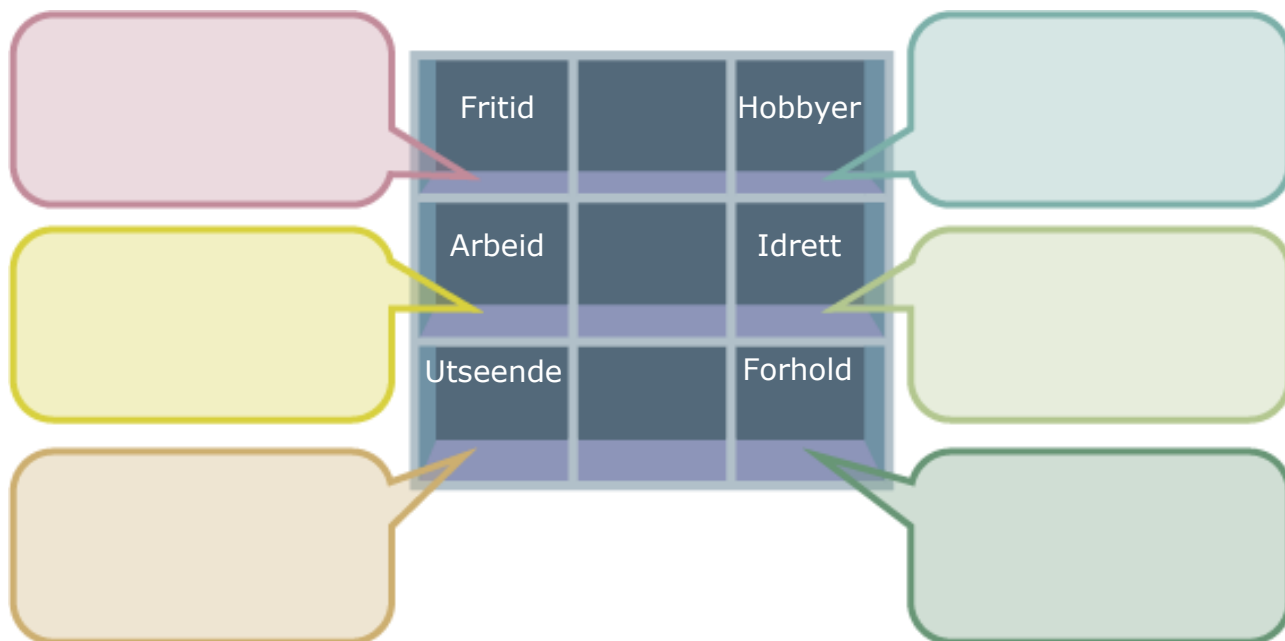 Fritid
Hobbyer
Arbeid
Idrett
Utseende
Forhold